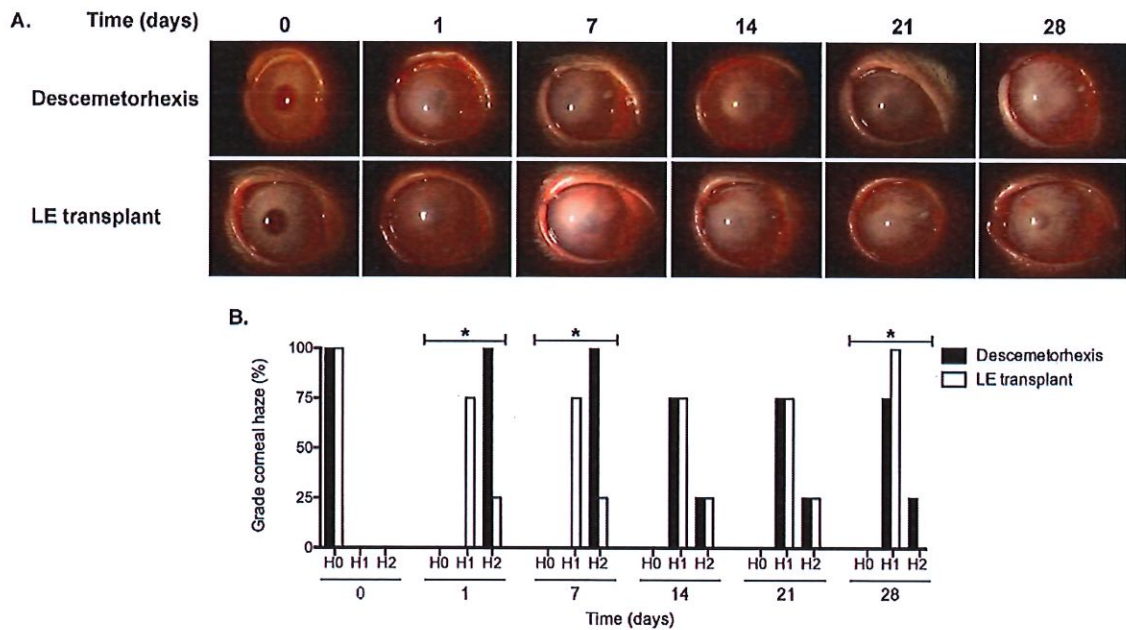 A. Time (days) 0 1 7 14 21 28
Descemetorhexis
LE transplant
B.
* * *
100
75
50
25
0
Grade corneal haze (%)
Descemetorhexis
LE transplant
H0 H1 H2 H0 H1 H2 H0 H1 H2 H0 H1 H2 H0 H1 H2 H0 H1 H2
0 1 7 14 21 28
Time (days)